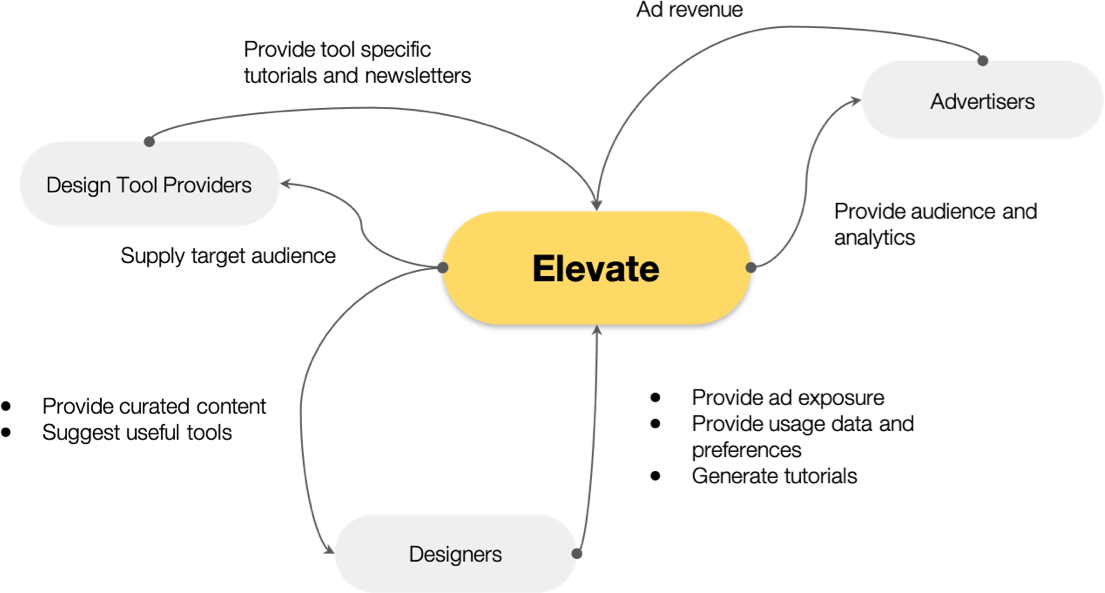 Ad revenue
Provide tool specific
tutorials and newsletters
Advertisers
Design Tool Providers
Provide audience and
analytics
Supply target audience
Elevate
● Provide curated content
● Suggest useful tools
● Provide ad exposure
● Provide usage data and
preferences
● Generate tutorials
Designers